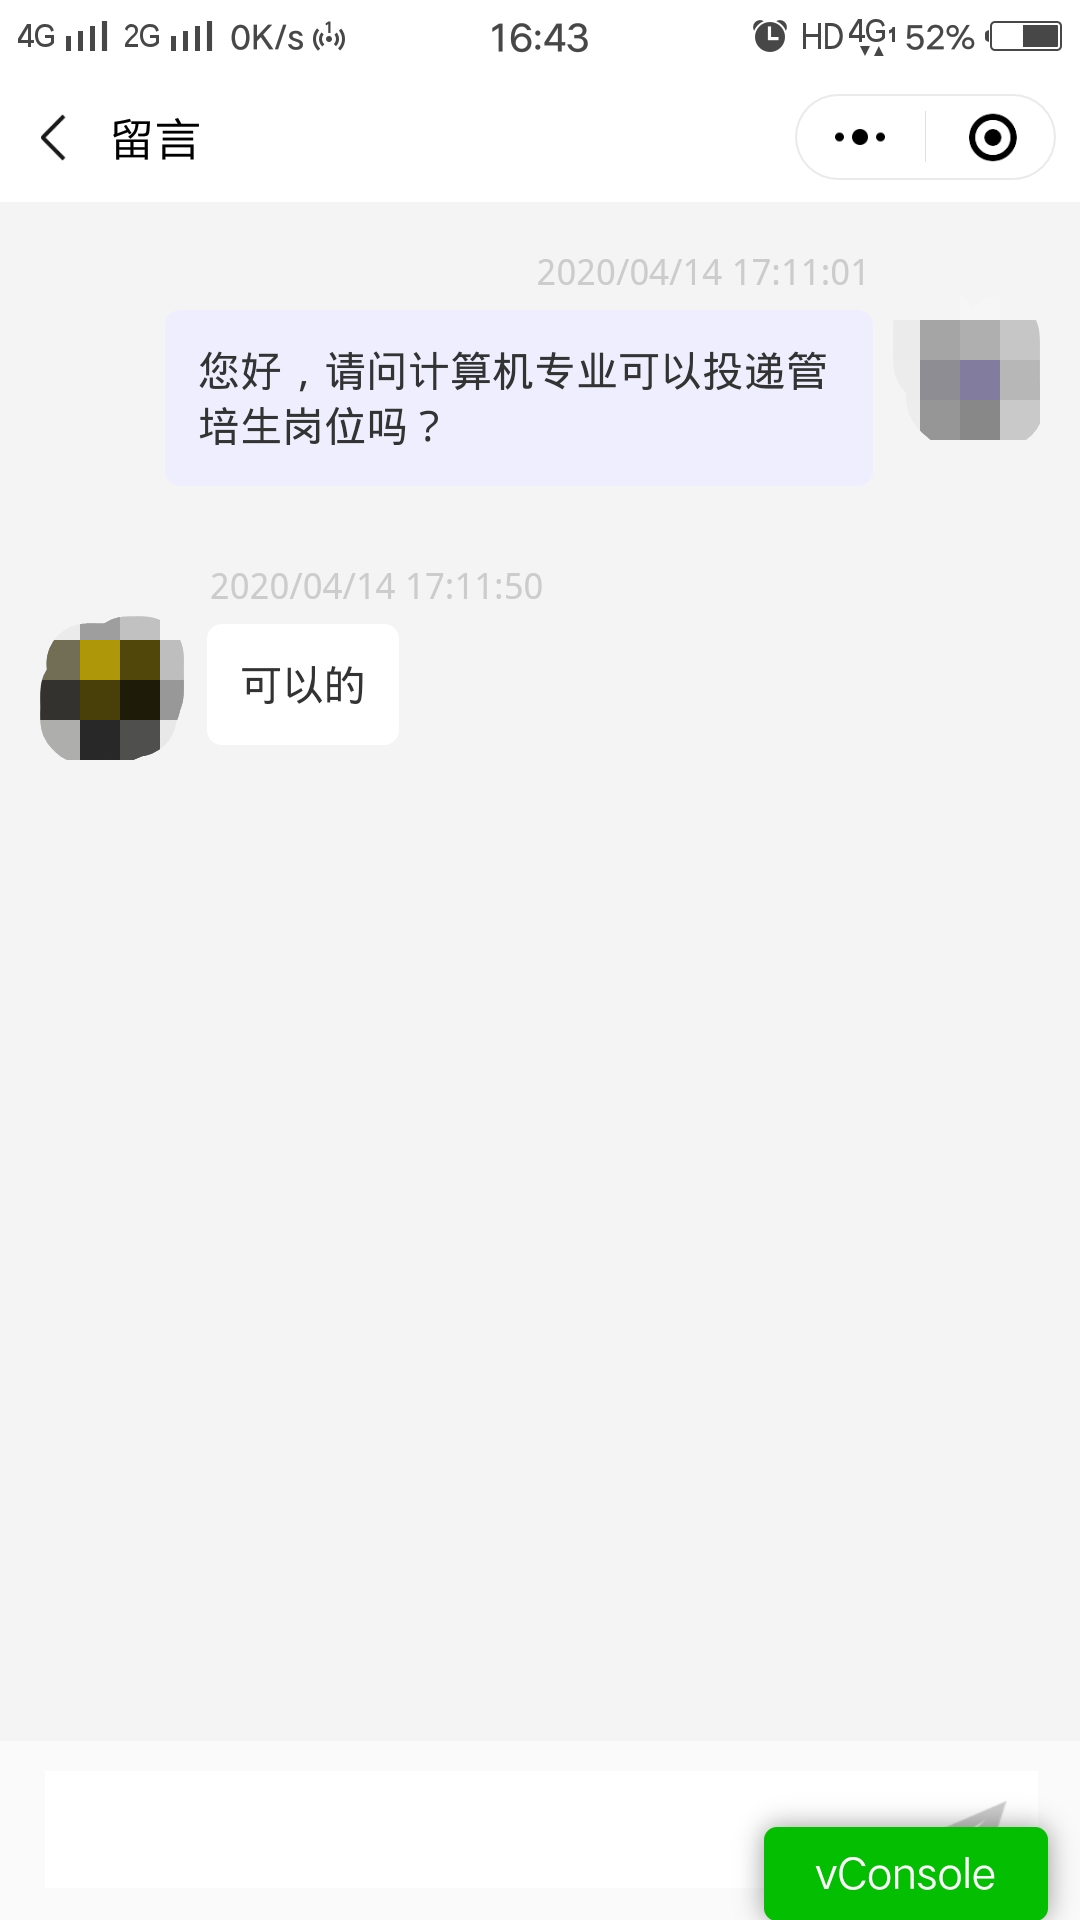 4G 2G 0K/s 16:43 HD 4G1 52%
留言
2020/04/14 17:11:01
您好，请问计算机专业可以投递管
培生岗位吗？
2020/04/14 17:11:50
可以的
vConsole